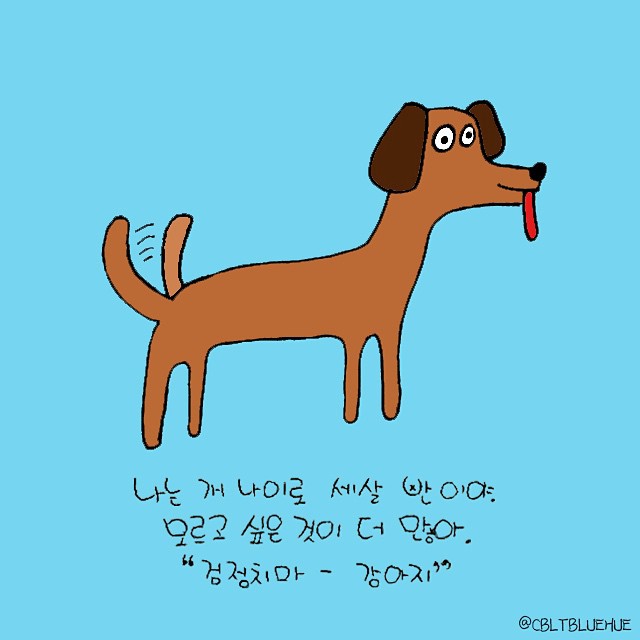 나는 개 나이로 세살 반이야.
모르고 싶은 것이 더 많아.
“검정치마 - 강아지”
@CBLTBLUEHUE